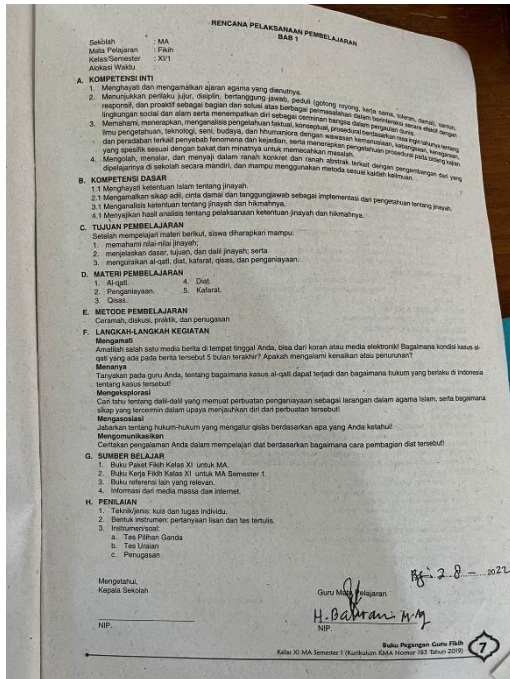 RENCANA PELAKSANAAN PEMBELAJARAN
BAB 1
Sekolah : MA
Mata Pelajaran : Fikih
Kelas/Semester : XI/1
Alokasi Waktu :
A. KOMPETENSI INTI
1. Menghayati dan mengamalkan ajaran agama yang dianutnya.
2. Menunjukkan perilaku jujur, disiplin, bertanggung jawab, peduli (gotong royong, kerja sama, toleran, damai), santun,
responsif, dan proaktif sebagai bagian dari solusi atas berbagai permasalahan dalam berinteraksi secara efektif dengan
lingkungan sosial dan alam serta menempatkan diri sebagai cerminan bangsa dalam pergaulan dunia.
3. Memahami, menerapkan, menganalisis pengetahuan faktual, konseptual, prosedural berdasarkan rasa ingin tahunya tentang
ilmu pengetahuan, teknologi, seni, budaya, dan hhumaniora dengan wawasan kemanusiaan, kebangsaan, kenegaraan,
dan peradaban terkait penyebab fenomena dan kejadian, serta menerapkan pengetahuan prosedural pada bidang kajian
yang spesifik sesuai dengan bakat dan minatnya untuk memecahkan masalah.
4. Mengolah, menalar, dan menyaji dalam ranah konkret dan ranah abstrak terkait dengan pengembangan dari yang
dipelajarinya di sekolah secara mandiri, dan mampu menggunakan metoda sesuai kaidah keilmuan.
B. KOMPETENSI DASAR
1.1 Menghayati ketentuan Islam tentang jinayah.
2.1 Mengamalkan sikap adil, cinta damai dan tanggungjawab sebagai implementasi dari pengetahuan tentang jinayah.
3.1 Menganalisis ketentuan tentang jinayah dan hikmahnya.
4.1 Menyajikan hasil analisis tentang pelaksanaan ketentuan jinayah dan hikmahnya.
C. TUJUAN PEMBELAJARAN
Setelah mempelajari materi berikut, siswa diharapkan mampu:
1. memahami nilai-nilai jinayah;
2. menjelaskan dasar, tujuan, dan dalil jinayah; serta
3. menguraikan al-qatl, diat, kafarat, qisas, dan penganiayaan.
D. MATERI PEMBELAJARAN
1. Al-qatl. 4. Diat.
2. Penganiayaan. 5. Kafarat.
3. Qisas.
E. METODE PEMBELAJARAN
Ceramah, diskusi, praktik, dan penugasan
F. LANGKAH-LANGKAH KEGIATAN
Mengamati
Amatilah salah satu media berita di tempat tinggal Anda, bisa dari koran atau media elektronik! Bagaimana kondisi kasus al-
qatl yang ada pada berita tersebut 5 bulan terakhir? Apakah mengalami kenaikan atau penurunan?
Menanya
Tanyakan pada guru Anda, tentang bagaimana kasus al-qatl dapat terjadi dan bagaimana hukum yang berlaku di Indonesia
tentang kasus tersebut!
Mengeksplorasi
Cari tahu tentang dalil-dalil yang memuat perbuatan penganiayaan sebagai larangan dalam agama Islam, serta bagaimana
sikap yang tercermin dalam upaya menjauhkan diri dari perbuatan tersebut!
Mengasosiasi
Jabarkan tentang hukum-hukum yang mengatur qisas berdasarkan apa yang Anda ketahui!
Mengomunikasikan
Ceritakan pengalaman Anda dalam mempelajari diat berdasarkan bagaimana cara pembagian diat tersebut!
G. SUMBER BELAJAR
1. Buku Paket Fikih Kelas XI untuk MA.
2. Buku Kerja Fikih Kelas XI untuk MA Semester 1.
3. Buku referensi lain yang relevan.
4. Informasi dari media massa dan internet.
H. PENILAIAN
1. Teknik/jenis: kuis dan tugas individu.
2. Bentuk instrumen: pertanyaan lisan dan tes tertulis.
3. Instrumen/soal:
a. Tes Pilihan Ganda
b. Tes Uraian
c. Penugasan
2 - 8 - 2022
Mengetahui,
Kepala Sekolah
Guru Mata Pelajaran
NIP.
NIP.
Buku Pegangan Guru Fikih
Kelas XI MA Semester 1 (Kurikulum KMA Nomor 183 Tahun 2019)
7